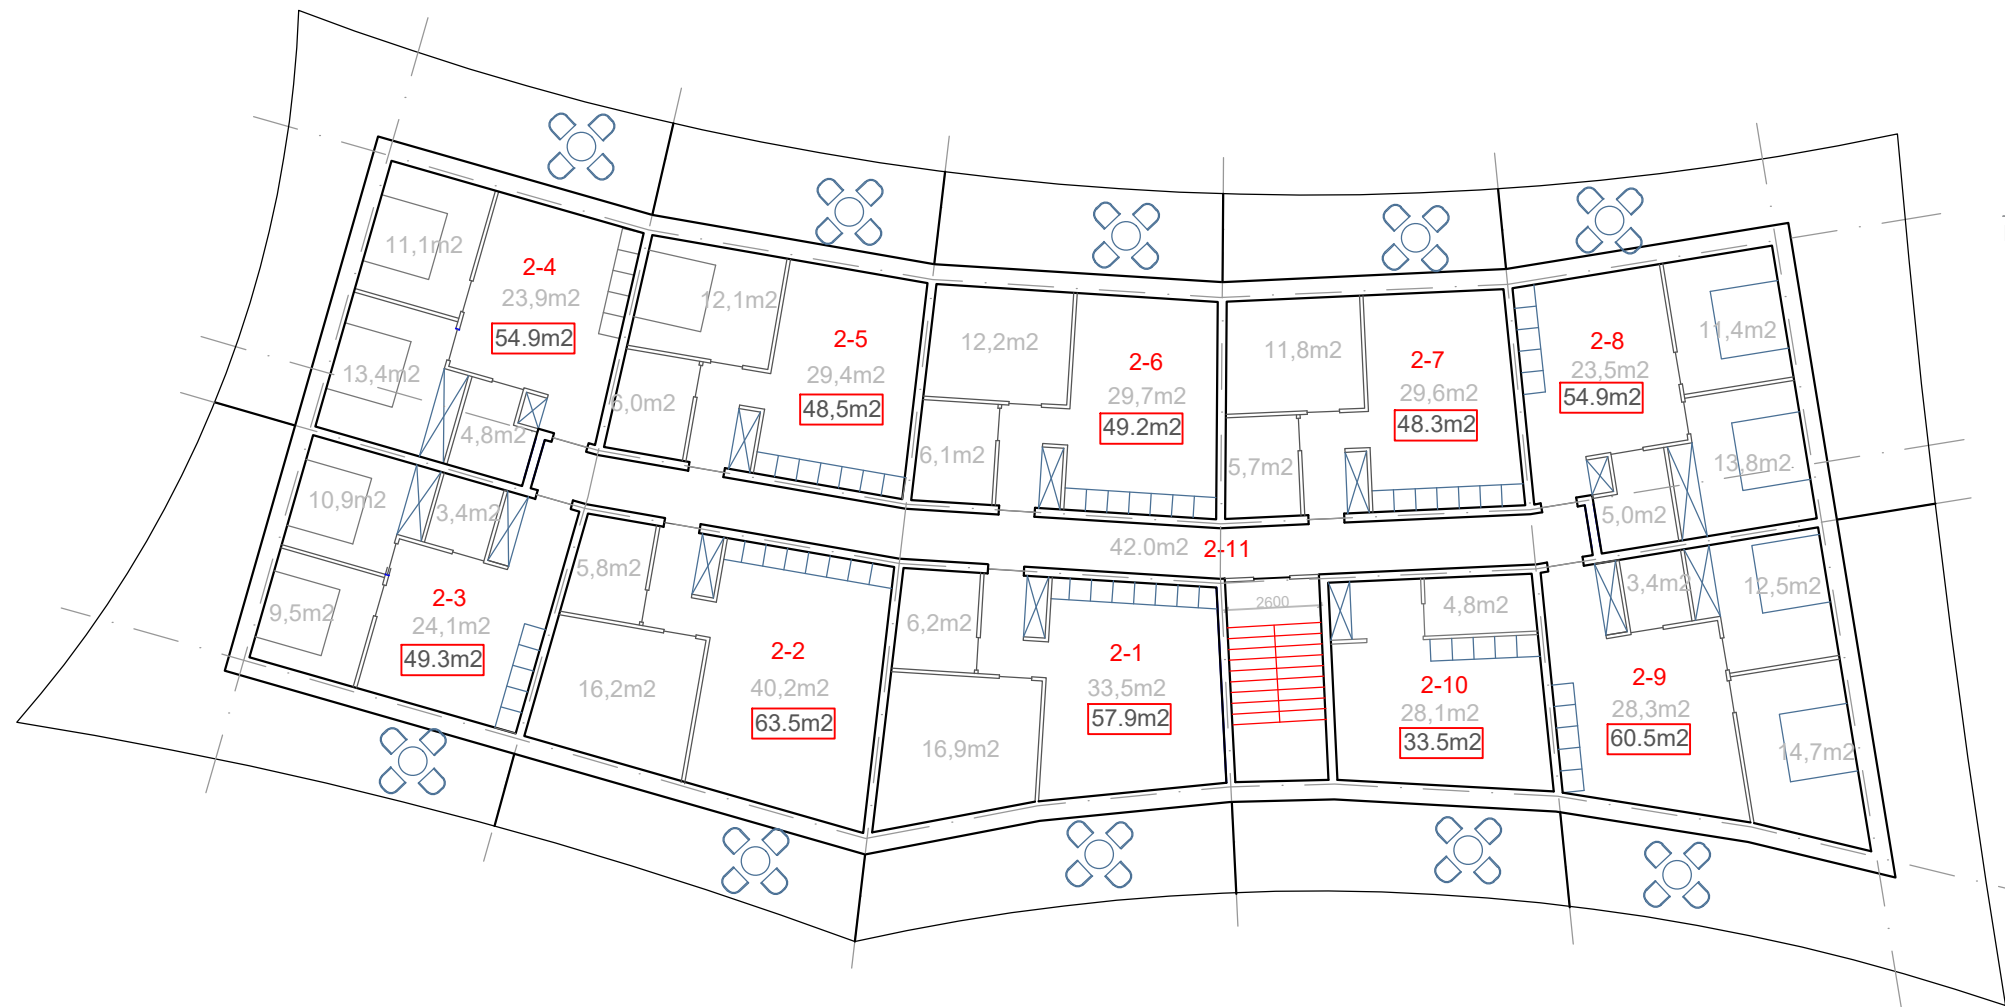 11,1m2
2-4
23,9m2
54.9m2
13,4m2
4,8m2
12,1m2
2-5
29,4m2
48,5m2
6,0m2
12,2m2
2-6
29,7m2
49.2m2
6,1m2
11,8m2
2-7
29,6m2
48.3m2
5,7m2
2-8
23,5m2
54.9m2
11,4m2
13,8m2
5,0m2
10,9m2
3,4m2
9,5m2
2-3
24,1m2
49.3m2
5,8m2
16,2m2
2-2
40,2m2
63.5m2
42.0m2 2-11
6,2m2
2-1
33,5m2
57.9m2
16,9m2
2600
4,8m2
2-10
28,1m2
33.5m2
3,4m2
12,5m2
2-9
28,3m2
60.5m2
14,7m2